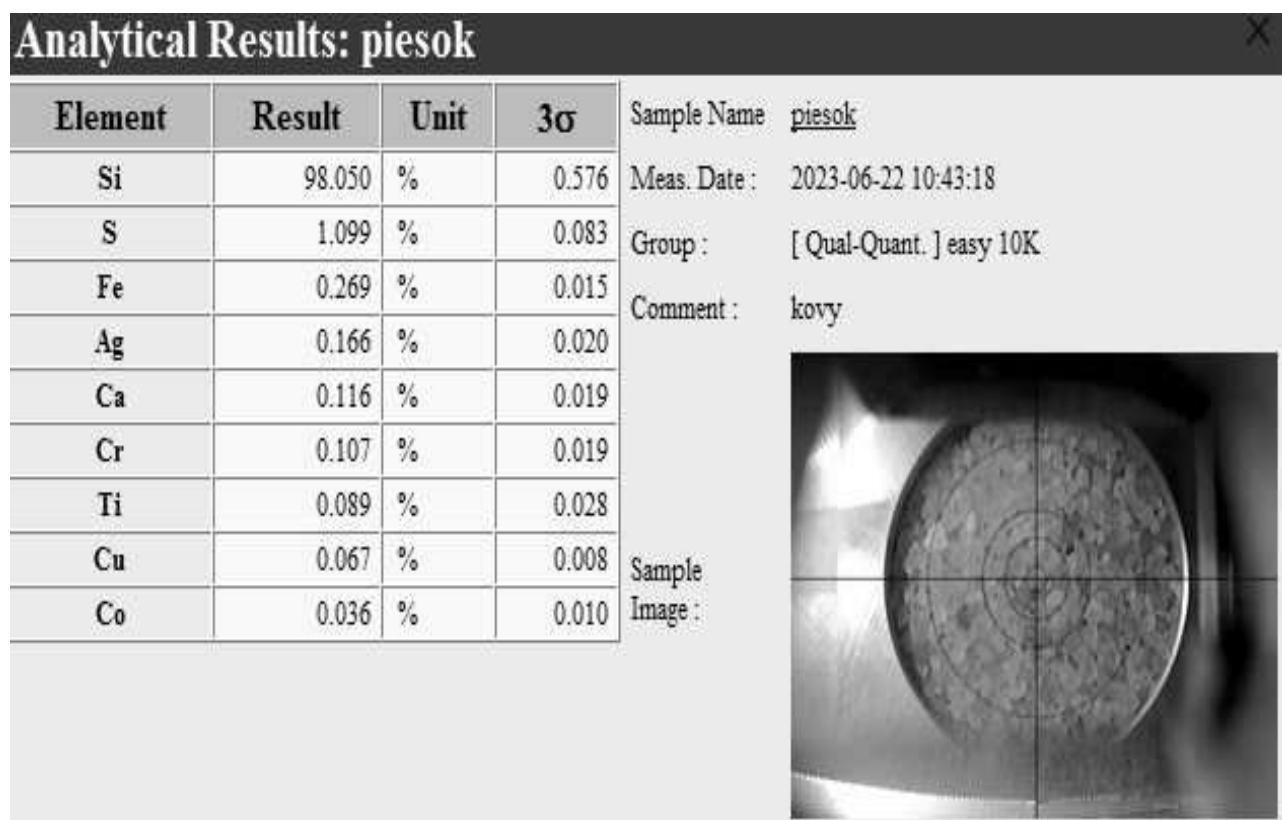 Analytical Results: piesok
X
Element Result Unit 3σ
Si 98.050 % 0.576
S 1.099 % 0.083
Fe 0.269 % 0.015
Ag 0.166 % 0.020
Ca 0.116 % 0.019
Cr 0.107 % 0.019
Ti 0.089 % 0.028
Cu 0.067 % 0.008
Co 0.036 % 0.010
Sample Name piesok
Meas. Date : 2023-06-22 10:43:18
Group : [ Qual-Quant. ] easy 10K
Comment : kovy
Sample
Image :